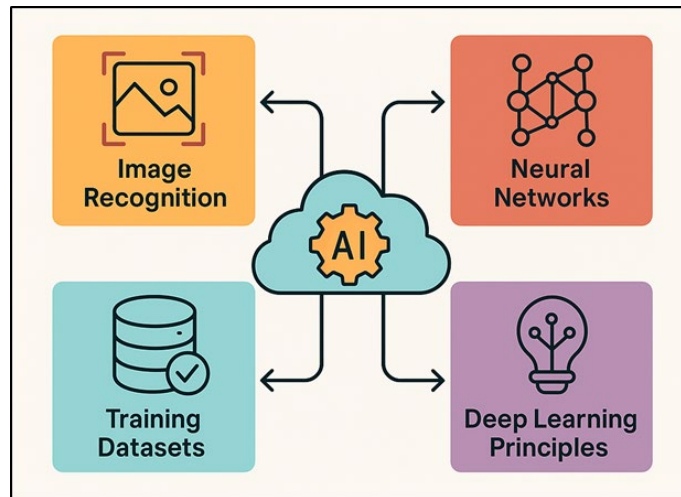 Image
Recognition
Neural
Networks
AI
Training
Datasets
Deep Learning
Principles